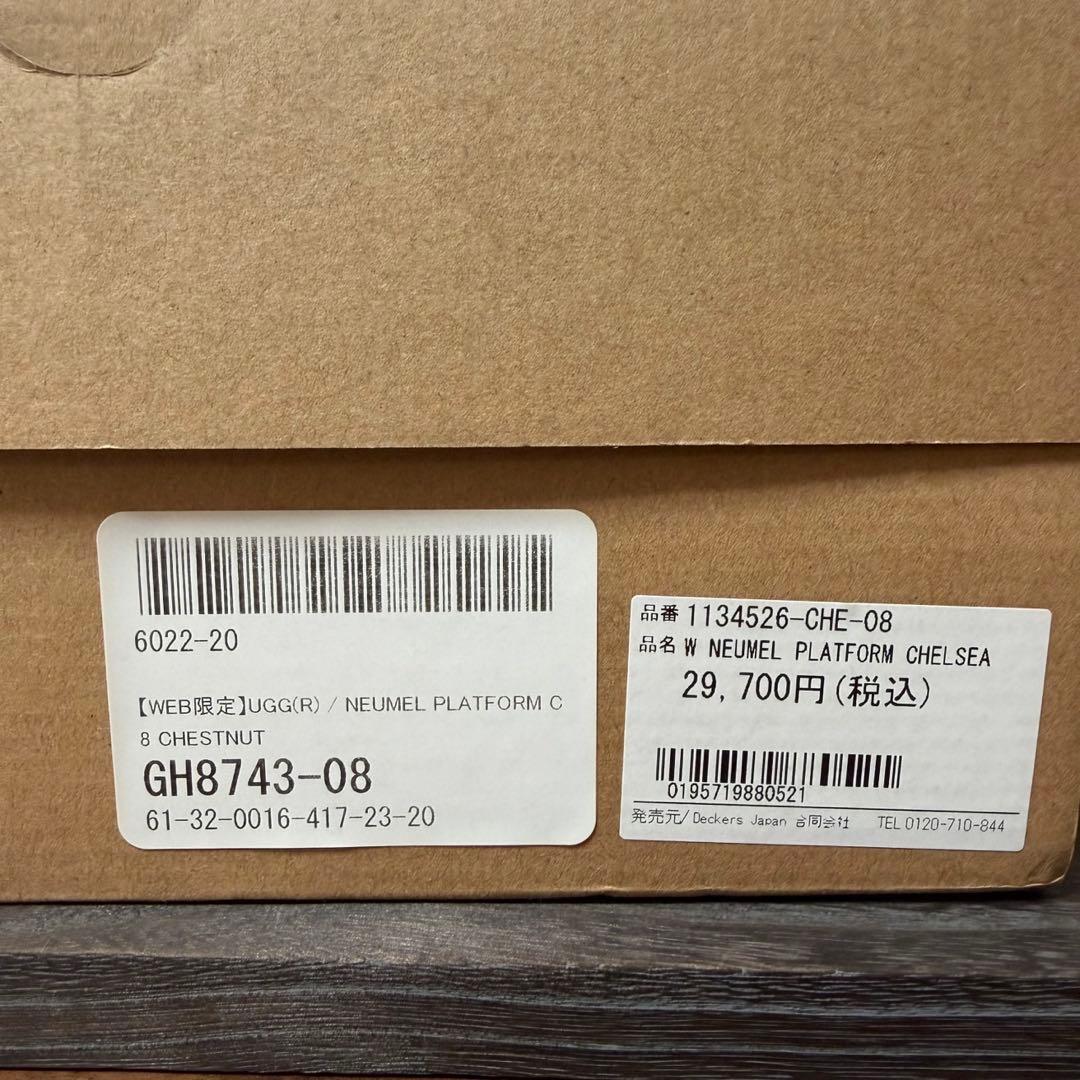 6022-20
【WEB限定】UGG(R) / NEUMEL PLATFORM C
8 CHESTNUT
GH8743-08
61-32-0016-417-23-20
品番 1134526-CHE-08
品名 W NEUMEL PLATFORM CHELSEA
29,700円(税込)
0195719880521
発売元/Deckers Japan 合同会社 TEL 0120-710-844